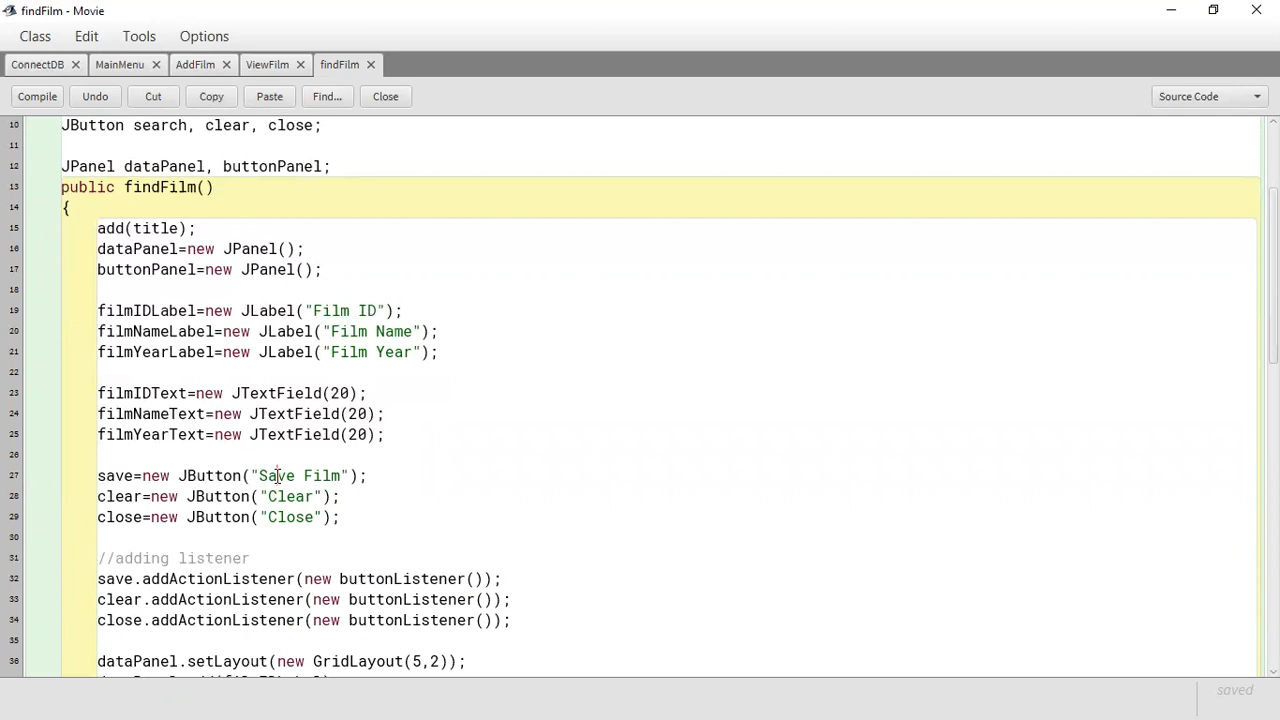 findFilm - Movie
Class Edit Tools Options
ConnectDB MainMenu AddFilm ViewFilm findFilm
Compile Undo Cut Copy Paste Find... Close Source Code
10 JButton search, clear, close;
11
12 JPanel dataPanel, buttonPanel;
13 public findFilm()
14 {
15 add(title);
16 dataPanel=new JPanel();
17 buttonPanel=new JPanel();
18
19 filmIDLabel=new JLabel("Film ID");
20 filmNameLabel=new JLabel("Film Name");
21 filmYearLabel=new JLabel("Film Year");
22
23 filmIDText=new JTextField(20);
24 filmNameText=new JTextField(20);
25 filmYearText=new JTextField(20);
26
27 save=new JButton("Save Film");
28 clear=new JButton("Clear");
29 close=new JButton("Close");
30
31 //adding listener
32 save.addActionListener(new buttonListener());
33 clear.addActionListener(new buttonListener());
34 close.addActionListener(new buttonListener());
35
36 dataPanel.setLayout(new GridLayout(5,2));
saved